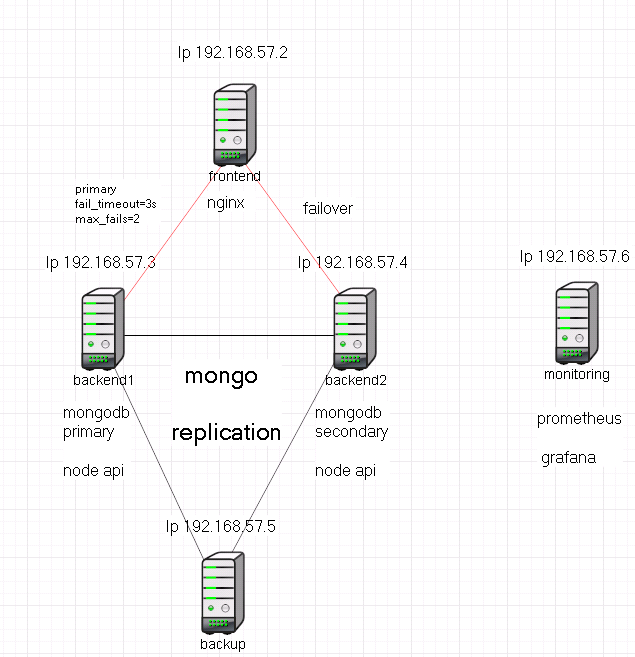 Ip 192.168.57.2
frontend
nginx
primary
fail_timeout=3s
max_fails=2
failover
Ip 192.168.57.3
Ip 192.168.57.4
Ip 192.168.57.6
backend1
mongo
backend2
monitoring
mongodb
primary
replication
mongodb
secondary
prometheus
node api
node api
grafana
Ip 192.168.57.5
backup